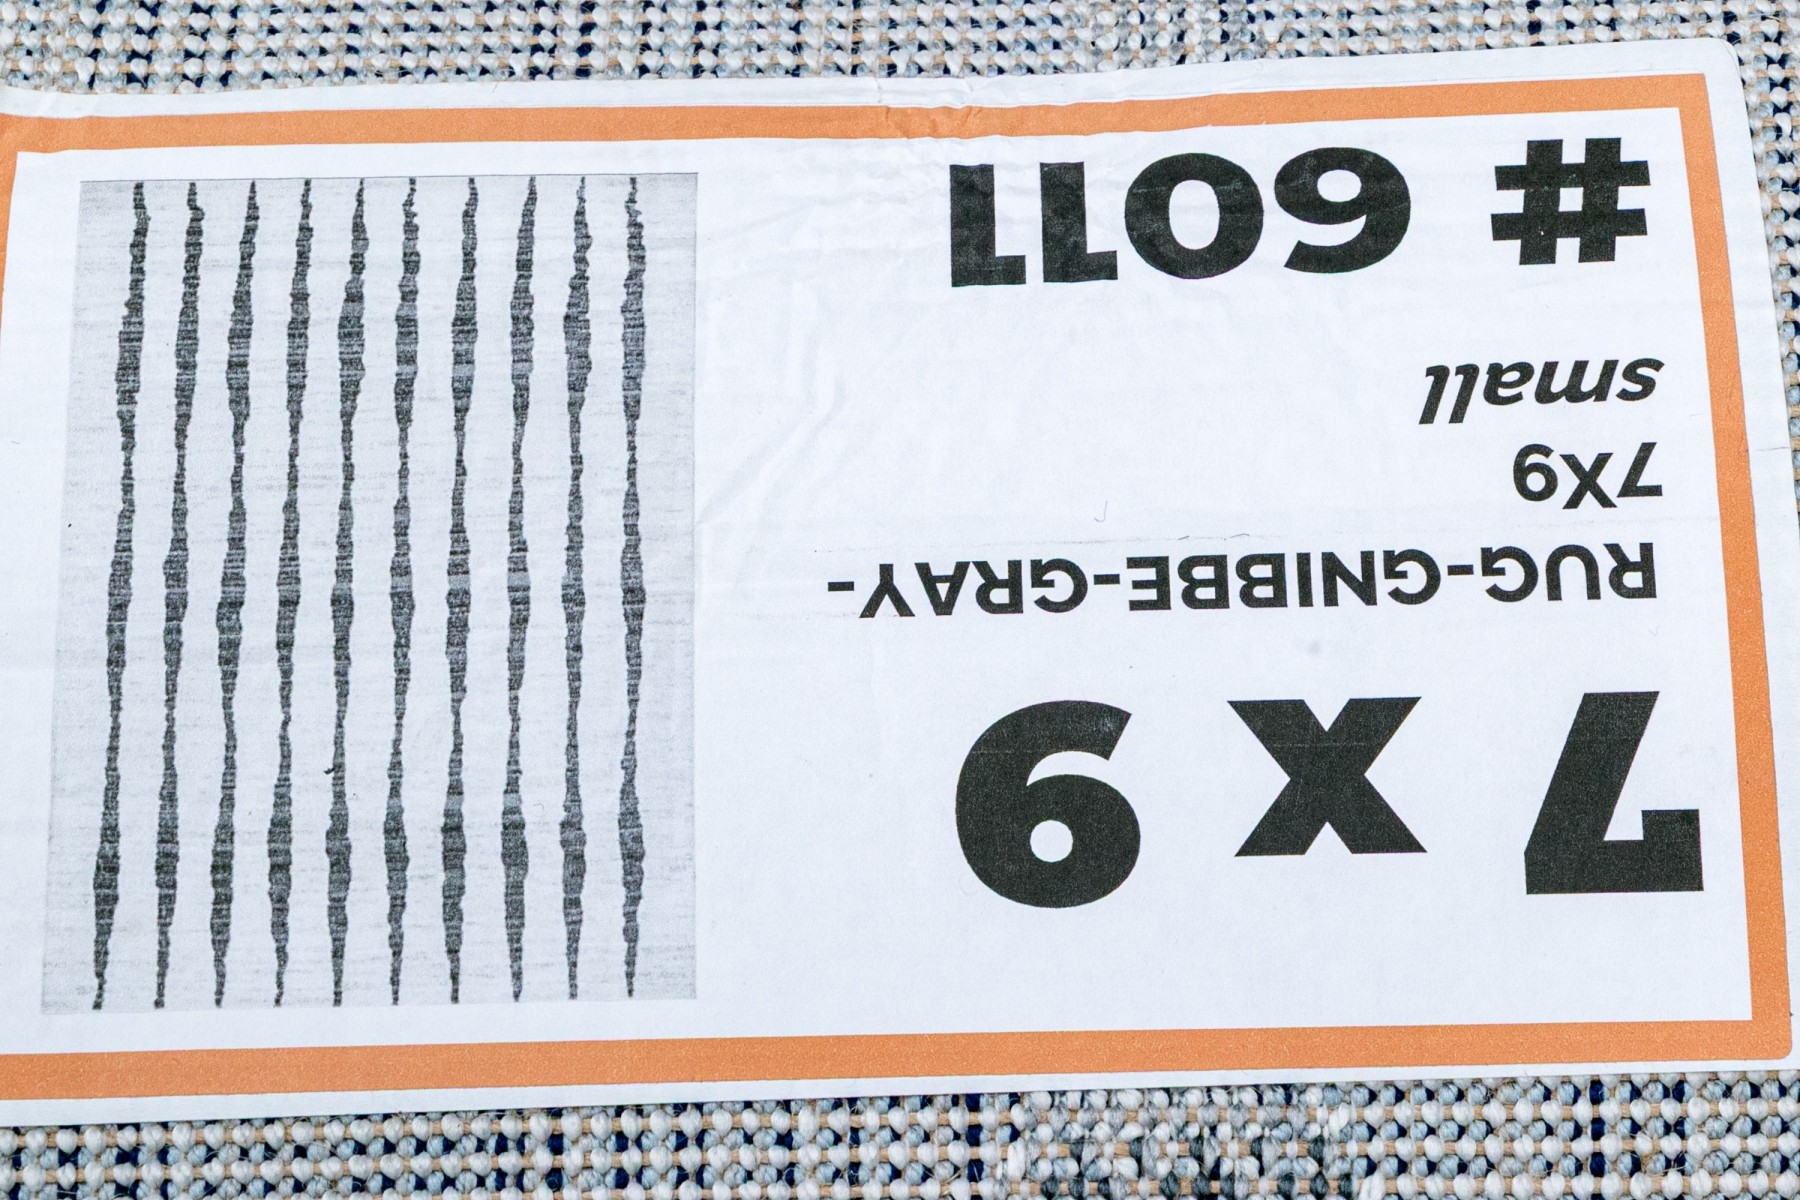 7 x 9
RUG-GNIBBE-GRAY-
7X9
small
# 6011